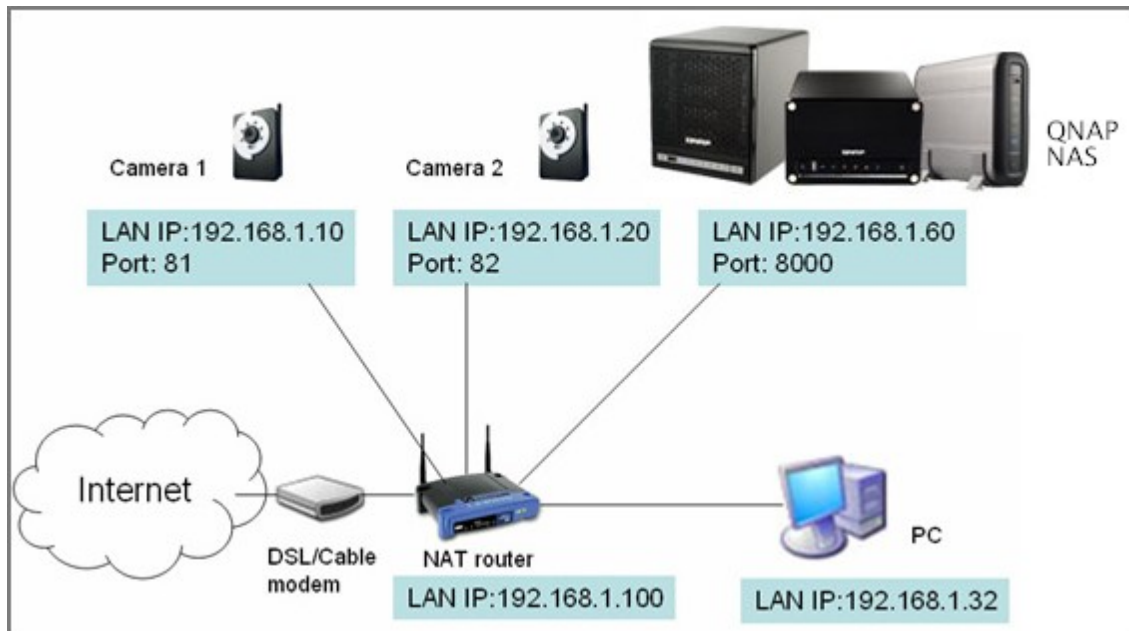 Camera 1
Camera 2
QNAP
NAS
LAN IP:192.168.1.10
Port: 81
LAN IP:192.168.1.20
Port: 82
LAN IP:192.168.1.60
Port: 8000
Internet
DSL/Cable
modem
NAT router
PC
LAN IP:192.168.1.100
LAN IP:192.168.1.32